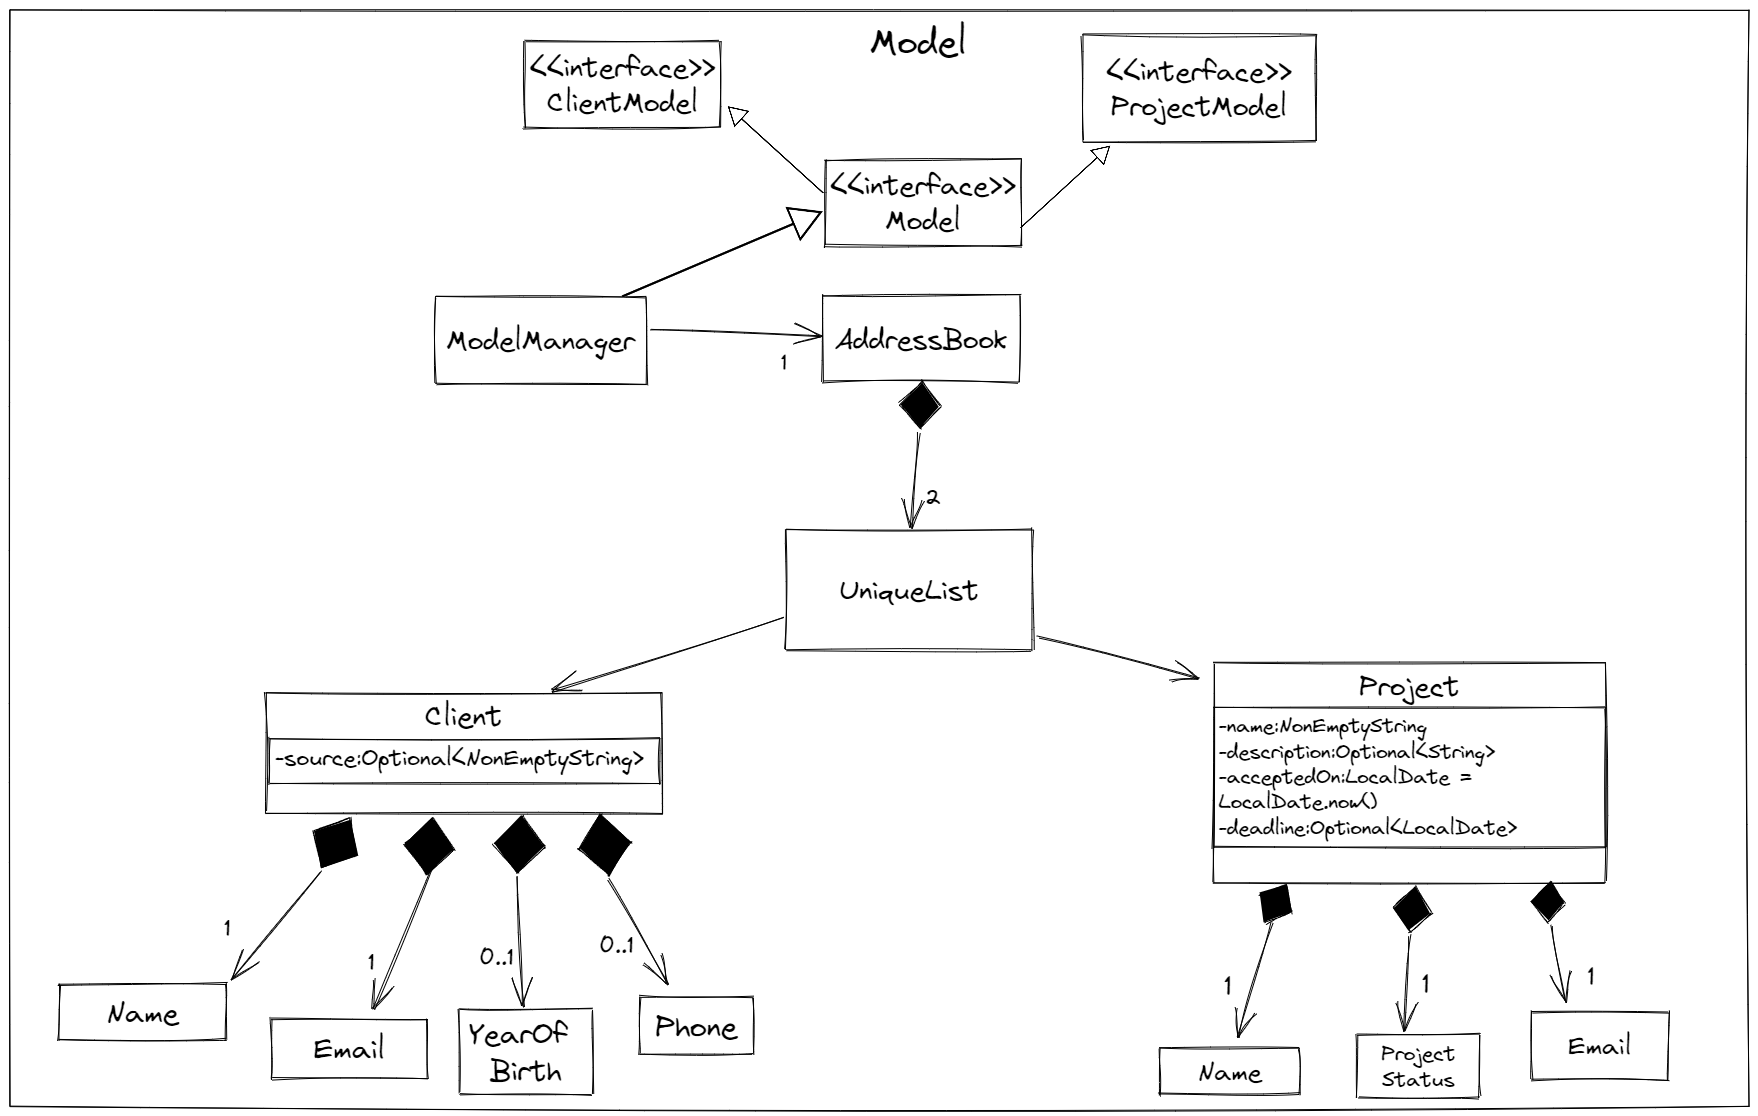 Model
<<interface>>
ClientModel
<<interface>>
ProjectModel
<<interface>>
Model
ModelManager
1
AddressBook
2
UniqueList
Client
-source:Optional<NonEmptyString>
Project
-name:NonEmptyString
-description:Optional<String>
-acceptedOn:LocalDate =
LocalDate.now()
-deadline:Optional<LocalDate>
1
1
0..1
0..1
Name
Email
YearOf
Birth
Phone
1
1
1
Name
Project
Status
Email